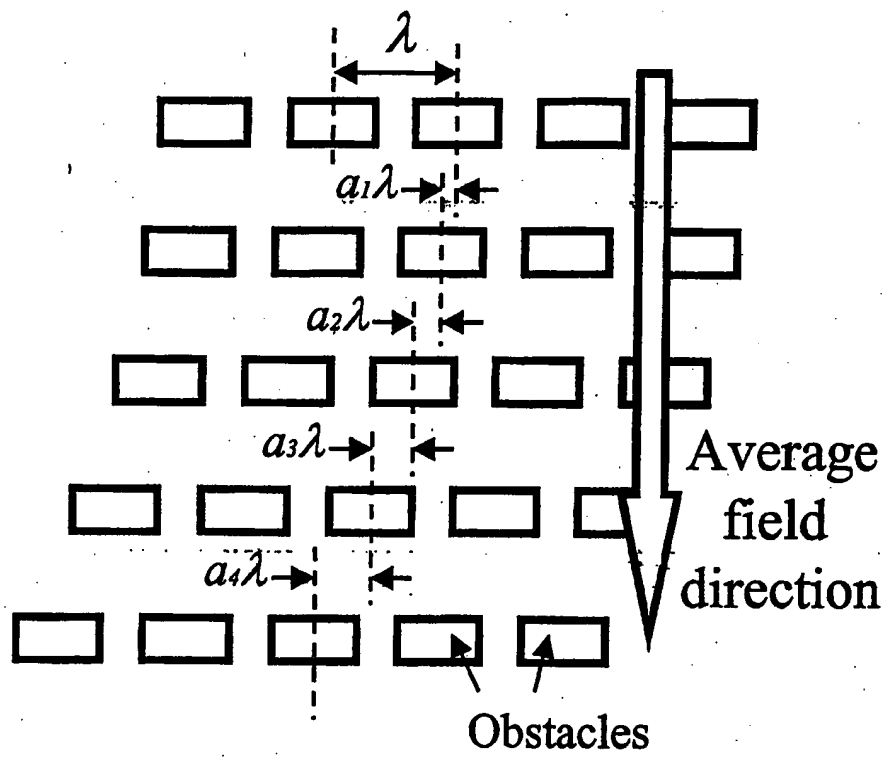 λ
a₁λ
a₂λ
a₃λ
a₄λ
Average
field
direction
Obstacles